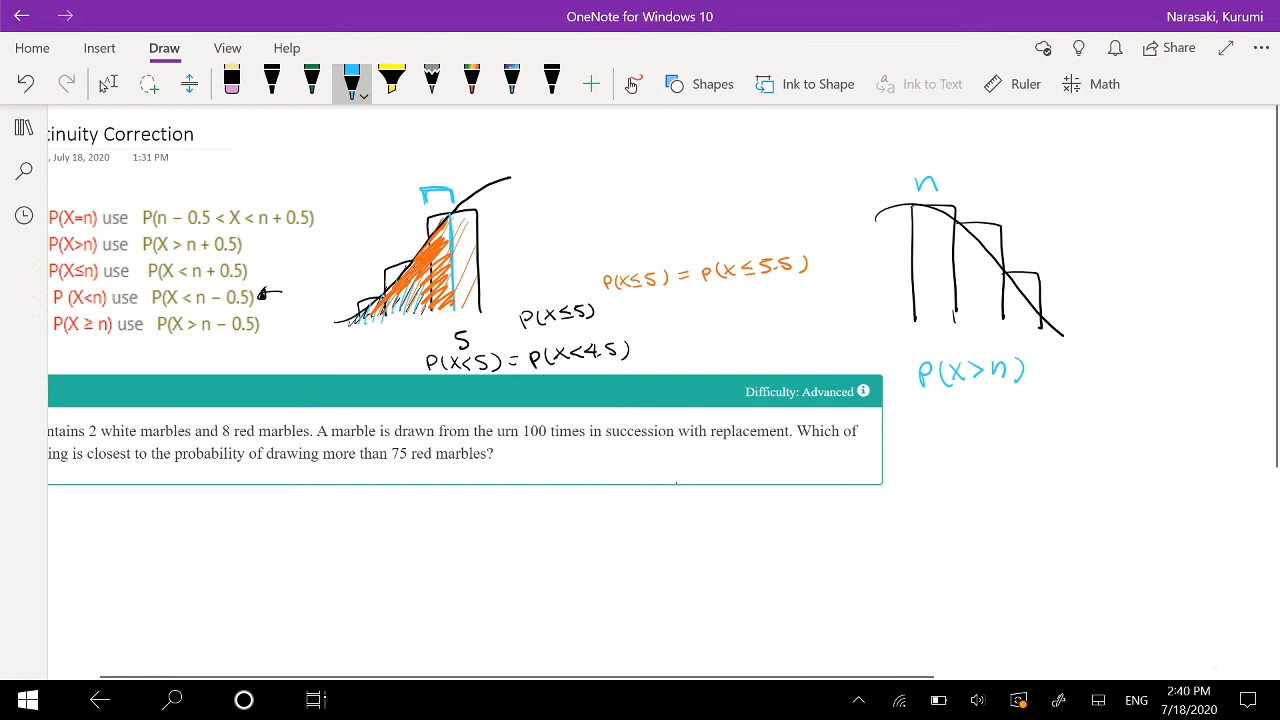 OneNote for Windows 10
Narasaki, Kurumi
Home Insert Draw View Help
Share
Shapes Ink to Shape Ink to Text Ruler Math
tinuity Correction
, July 18, 2020 1:31 PM
P(X=n) use P(n − 0.5 < X < n + 0.5)
P(X>n) use P(X > n + 0.5)
P(X≤n) use P(X < n + 0.5)
P (X<n) use P(X < n − 0.5)
P(X ≥ n) use P(X > n − 0.5)
n
5
P(X≤5)
P(X<5) = P(X<4.5)
P(X≤5) = P(X≤5.5)
n
P(X>n)
Difficulty: Advanced
ntains 2 white marbles and 8 red marbles. A marble is drawn from the urn 100 times in succession with replacement. Which of
ing is closest to the probability of drawing more than 75 red marbles?
ENG
2:40 PM
7/18/2020